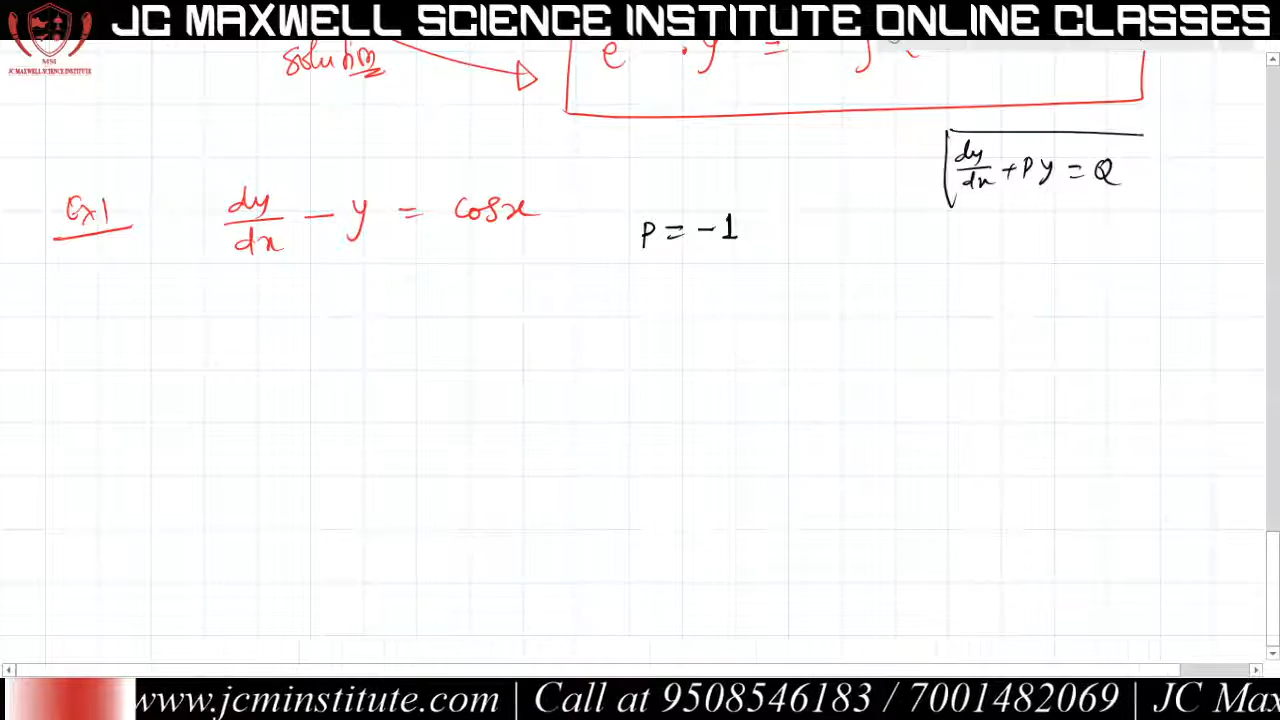 JC MAXWELL SCIENCE INSTITUTE ONLINE CLASSES
MSI
JC MAXWELL SCIENCE INSTITUTE
solution
e . y =
dy/dx + P y = Q
Ex1 dy/dx - y = cosx P = -1
www.jcminstitute.com | Call at 9508546183 / 7001482069 | JC Max